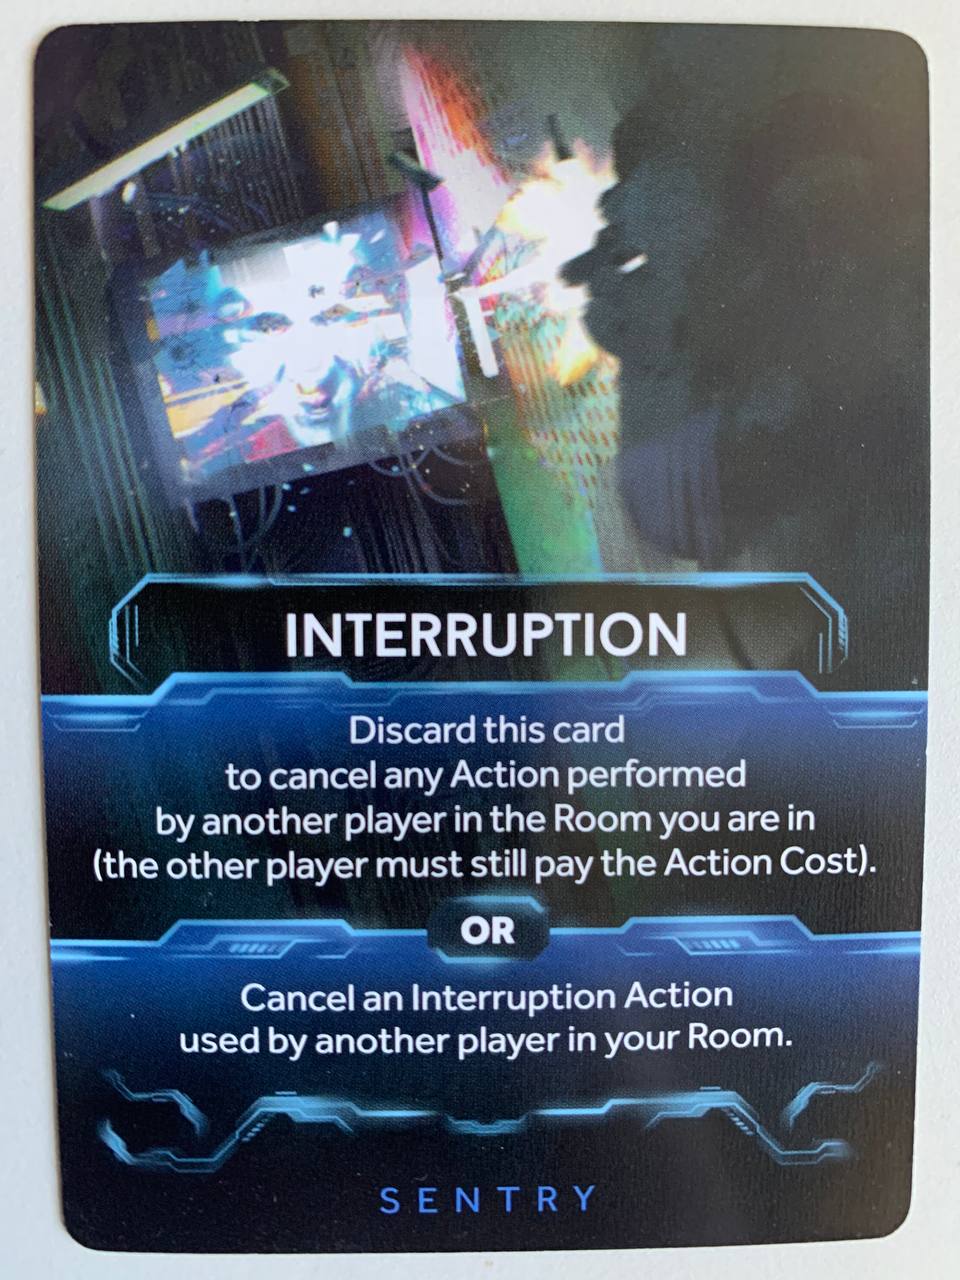 INTERRUPTION
Discard this card
to cancel any Action performed
by another player in the Room you are in
(the other player must still pay the Action Cost).
OR
Cancel an Interruption Action
used by another player in your Room.
SENTRY